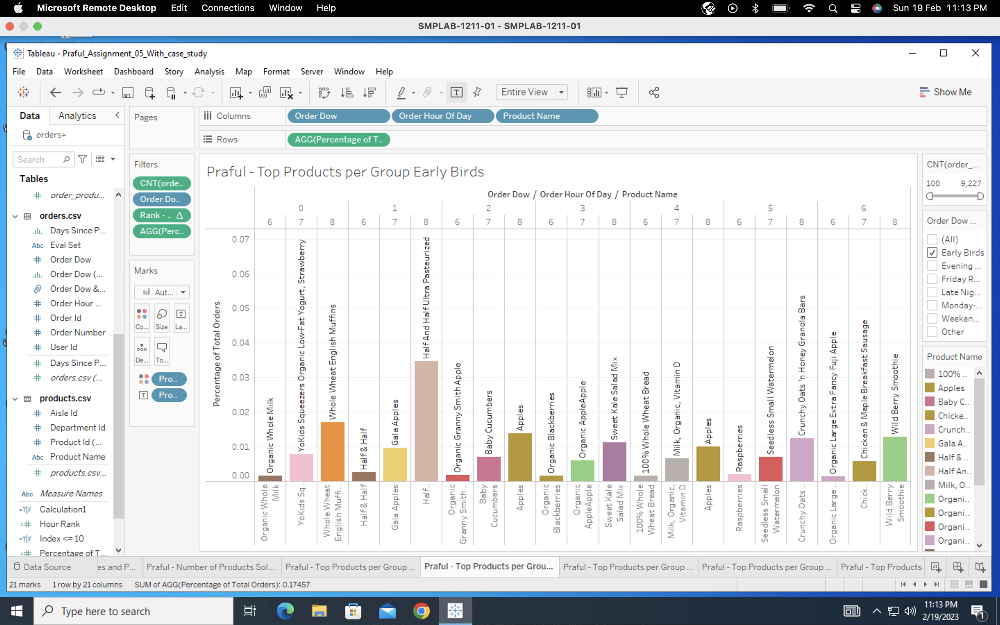 Microsoft Remote Desktop Edit Connections Window Help Sun 19 Feb 11:13 PM
SMPLAB-1211-01 - SMPLAB-1211-01
Tableau - Praful_Assignment_05_With_case_study
File Data Worksheet Dashboard Story Analysis Map Format Server Window Help
Entire View
Show Me
Data Analytics
orders+
Search
Tables
order_produ...
orders.csv
Days Since P...
Abc Eval Set
Order Dow
Order Dow (...
Order Dow &...
Order Hour ...
Order Id
Order Number
User Id
Days Since P...
orders.csv (...
products.csv
Aisle Id
Department Id
Product Id (...
Abc Product Name
products.csv...
Abc Measure Names
=T|F Calculation1
=# Hour Rank
=T|F Index <= 10
=# Percentage of T...
Pages
Filters
CNT(orde..
Order Do..
Rank - .. Δ
AGG(Perc..
Marks
Aut...
Co... Size La...
De... To...
Pro..
Pro..
Columns Order Dow Order Hour Of Day Product Name
Rows AGG(Percentage of T..
Praful - Top Products per Group Early Birds
Order Dow / Order Hour Of Day / Product Name
0 1 2 3 4 5 6
6 7 8 6 7 8 6 7 8 6 7 8 6 7 8 6 7 8 6 7 8
Percentage of Total Orders
0.07
0.06
0.05
0.04
0.03
0.02
0.01
0.00
Organic Whole Milk
YoKids Squeezers Organic Low-Fat Yogurt, Strawberry
Whole Wheat English Muffins
Half & Half
Gala Apples
Half And Half Ultra Pasteurized
Organic Granny Smith Apple
Baby Cucumbers
Apples
Organic Blackberries
Organic AppleApple
Sweet Kale Salad Mix
100% Whole Wheat Bread
Milk, Organic, Vitamin D
Apples
Raspberries
Seedless Small Watermelon
Crunchy Oats 'n Honey Granola Bars
Organic Large Extra Fancy Fuji Apple
Chicken & Maple Breakfast Sausage
Wild Berry Smoothie
Organic Whole
Milk
YoKids Sq..
Whole Wheat
English Muffi..
Half & Half
Gala Apples
Half..
Organic
Granny Smith ..
Baby
Cucumbers
Apples
Organic
Blackberries
Organic
AppleApple
Sweet Kale
Salad Mix
100% Whole
Wheat Bread
Milk, Organic,
Vitamin D
Apples
Raspberries
Seedless Small
Watermelon
Crunchy Oats ..
Organic Large ..
Chick..
Wild Berry
Smoothie
CNT(order_...
100 9,227
Order Dow ...
(All)
Early Birds
Evening ...
Friday R...
Late Nig...
Monday-...
Weeken...
Other
Product Name
100% ..
Apples
Baby C..
Chicke..
Crunch..
Gala A..
Half & ..
Half An..
Milk, O..
Organi..
Organi..
Organi..
Organi..
Data Source es and P... Praful - Number of Products Sol... Praful - Top Products per Group ... Praful - Top Products per Grou... Praful - Top Products per Group ... Praful - Top Products per Group ... Praful - Top Products
21 marks 1 row by 21 columns SUM of AGG(Percentage of Total Orders): 0.17457
Type here to search
11:13 PM
2/19/2023
1